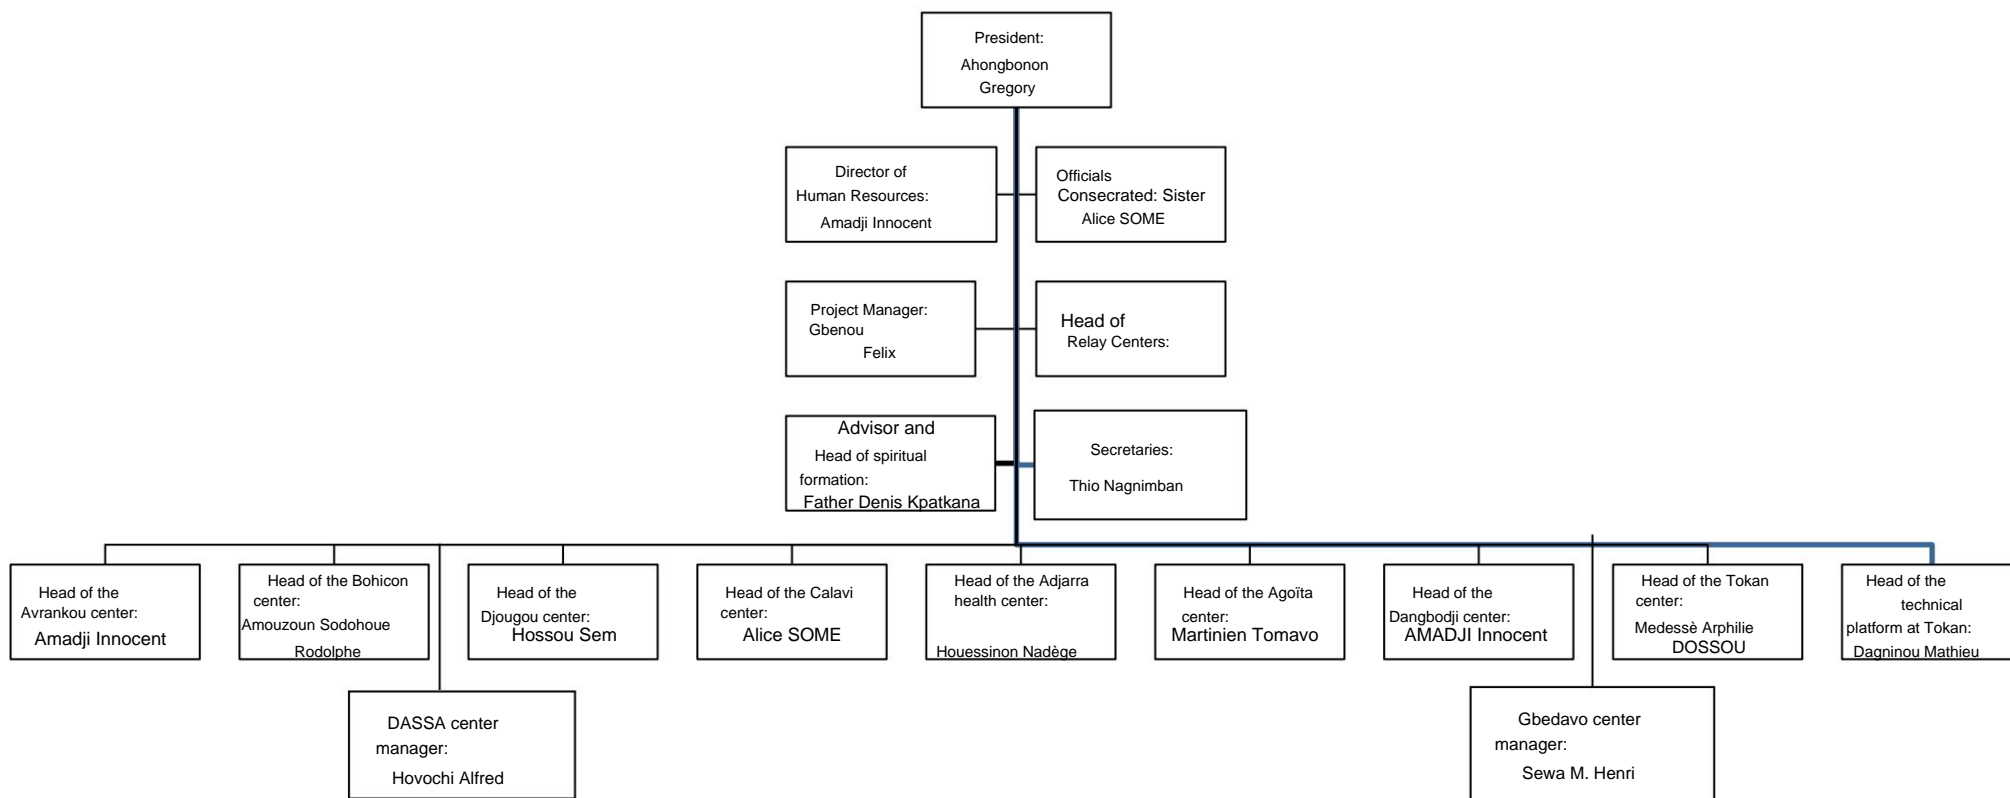 President:
Ahongbonon
Gregory
Director of
Human Resources:
Amadji Innocent
Officials
Consecrated: Sister
Alice SOME
Project Manager:
Gbenou
Felix
Head of
Relay Centers:
Advisor and
Head of spiritual
formation:
Father Denis Kpatkana
Secretaries:
Thio Nagnimban
Head of the
Avrankou center:
Amadji Innocent
Head of the Bohicon
center:
Amouzoun Sodohoue
Rodolphe
Head of the
Djougou center:
Hossou Sem
Head of the Calavi
center:
Alice SOME
Head of the Adjarra
health center:
Houessinon Nadège
Head of the Agoïta
center:
Martinien Tomavo
Head of the
Dangbodji center:
AMADJI Innocent
Head of the Tokan
center:
Medessè Arphilie
DOSSOU
Head of the
technical
platform at Tokan:
Dagninou Mathieu
DASSA center
manager:
Hovochi Alfred
Gbedavo center
manager:
Sewa M. Henri